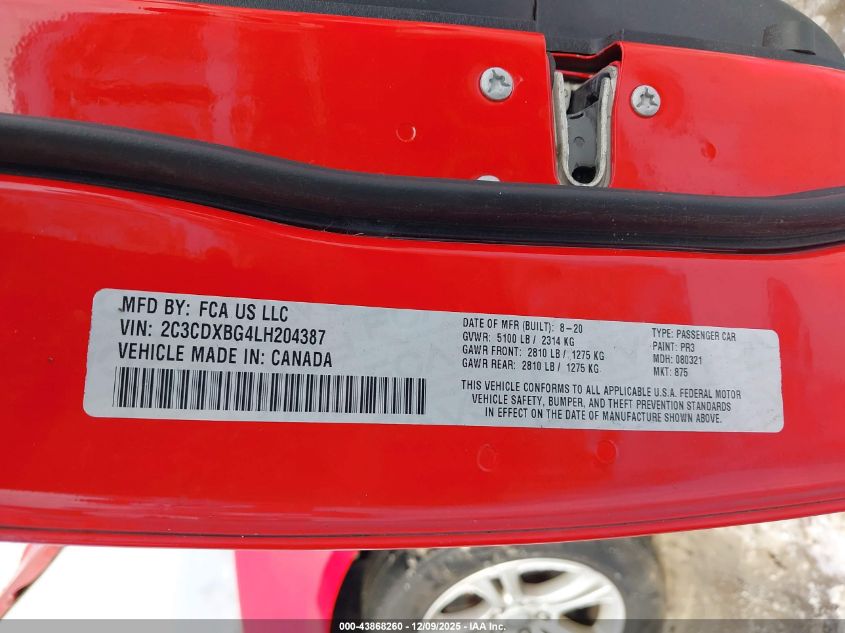 MFD BY: FCA US LLC
VIN: 2C3CDXBG4LH204387
VEHICLE MADE IN: CANADA
DATE OF MFR (BUILT): 8-20
GVWR: 5100 LB / 2314 KG
GAWR FRONT: 2810 LB / 1275 KG
GAWR REAR: 2810 LB / 1275 KG
TYPE: PASSENGER CAR
PAINT: PR3
MDH: 080321
MKT: 875
THIS VEHICLE CONFORMS TO ALL APPLICABLE U.S.A. FEDERAL MOTOR
VEHICLE SAFETY, BUMPER, AND THEFT PREVENTION STANDARDS
IN EFFECT ON THE DATE OF MANUFACTURE SHOWN ABOVE.
000-43868260 - 12/09/2025 - IAA Inc.